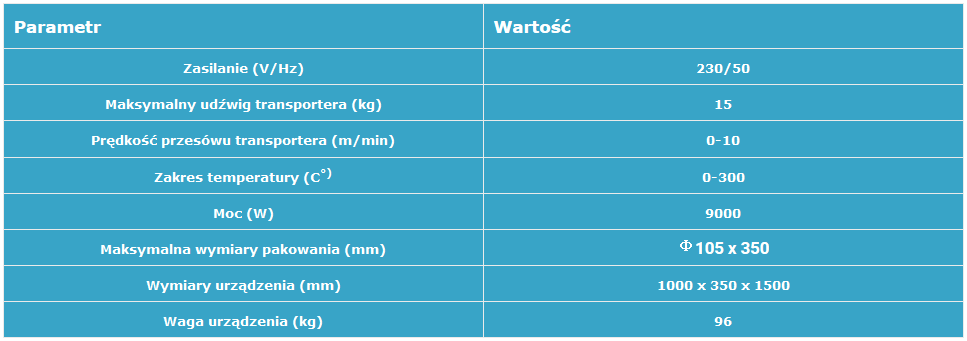 Parametr Wartość
Zasilanie (V/Hz) 230/50
Maksymalny udźwig transportera (kg) 15
Prędkość przesówu transportera (m/min) 0-10
Zakres temperatury (C°) 0-300
Moc (W) 9000
Maksymalna wymiary pakowania (mm) Φ 105 x 350
Wymiary urządzenia (mm) 1000 x 350 x 1500
Waga urządzenia (kg) 96